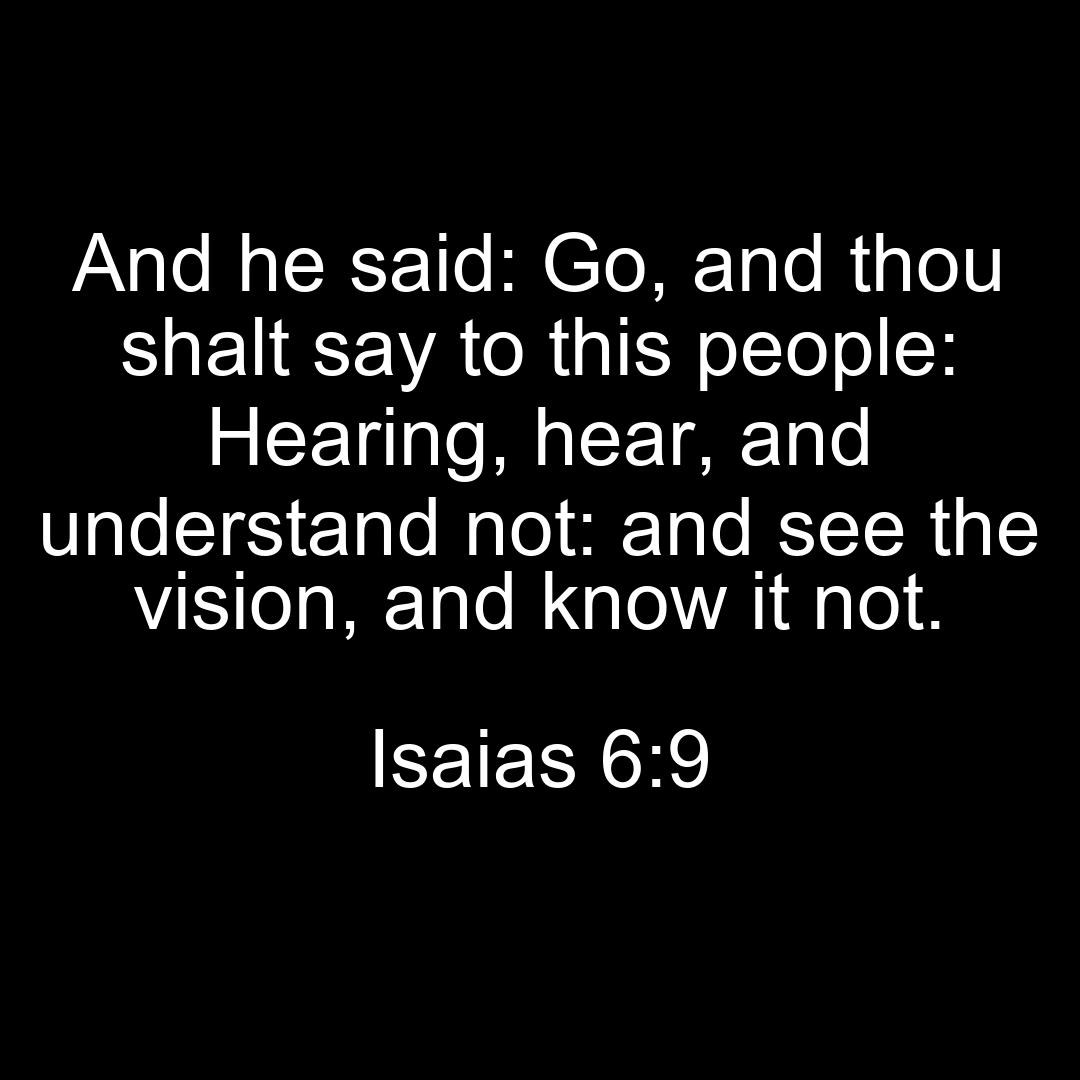 And he said: Go, and thou
shalt say to this people:
Hearing, hear, and
understand not: and see the
vision, and know it not.
Isaias 6:9